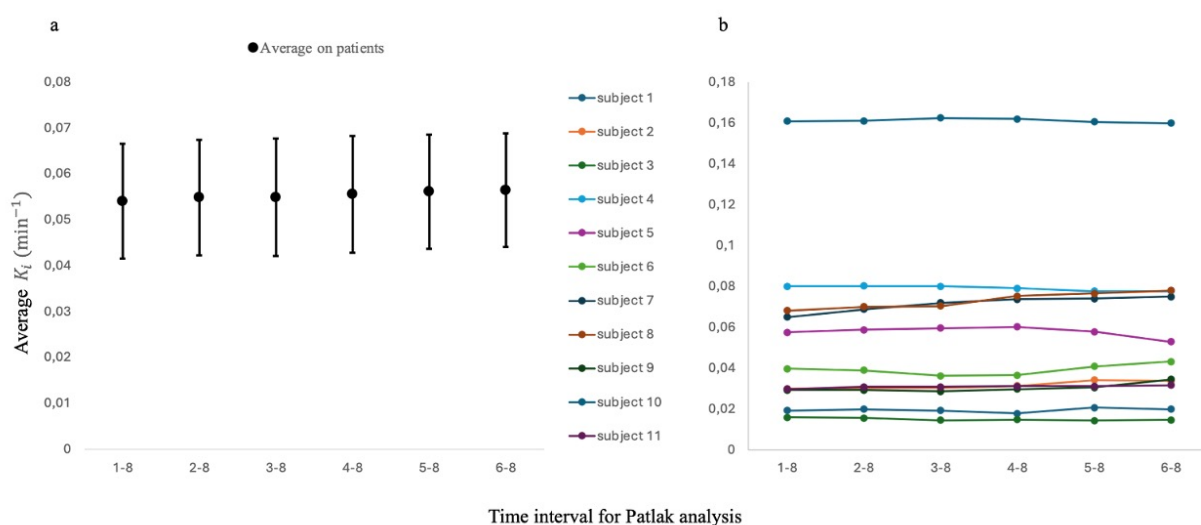 a
Average on patients
0,08
0,07
0,06
0,05
0,04
0,03
0,02
0,01
0
Average K_i (min⁻¹)
1-8 2-8 3-8 4-8 5-8 6-8
subject 1
subject 2
subject 3
subject 4
subject 5
subject 6
subject 7
subject 8
subject 9
subject 10
subject 11
b
0,18
0,16
0,14
0,12
0,1
0,08
0,06
0,04
0,02
0
1-8 2-8 3-8 4-8 5-8 6-8
Time interval for Patlak analysis